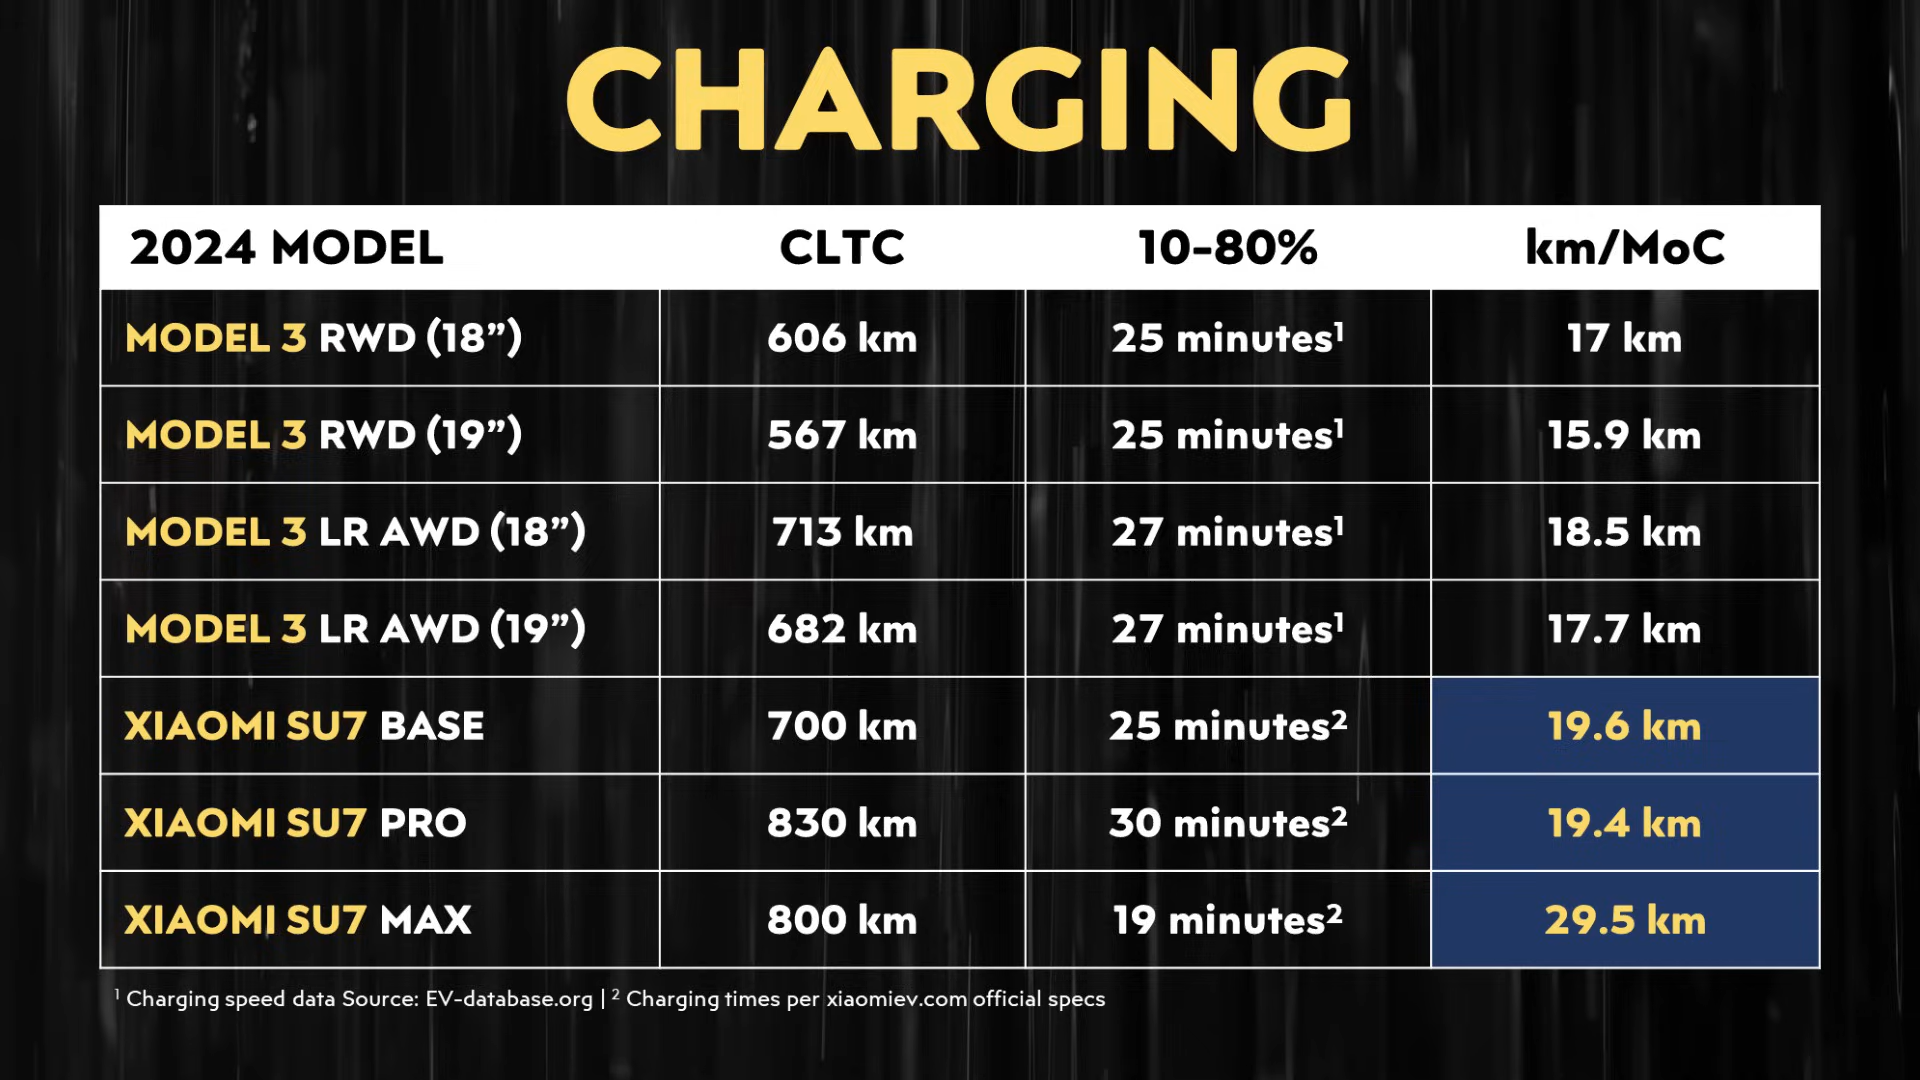 CHARGING
2024 MODEL CLTC 10-80% km/MoC
MODEL 3 RWD (18”) 606 km 25 minutes¹ 17 km
MODEL 3 RWD (19”) 567 km 25 minutes¹ 15.9 km
MODEL 3 LR AWD (18”) 713 km 27 minutes¹ 18.5 km
MODEL 3 LR AWD (19”) 682 km 27 minutes¹ 17.7 km
XIAOMI SU7 BASE 700 km 25 minutes² 19.6 km
XIAOMI SU7 PRO 830 km 30 minutes² 19.4 km
XIAOMI SU7 MAX 800 km 19 minutes² 29.5 km
¹ Charging speed data Source: EV-database.org | ² Charging times per xiaomiev.com official specs